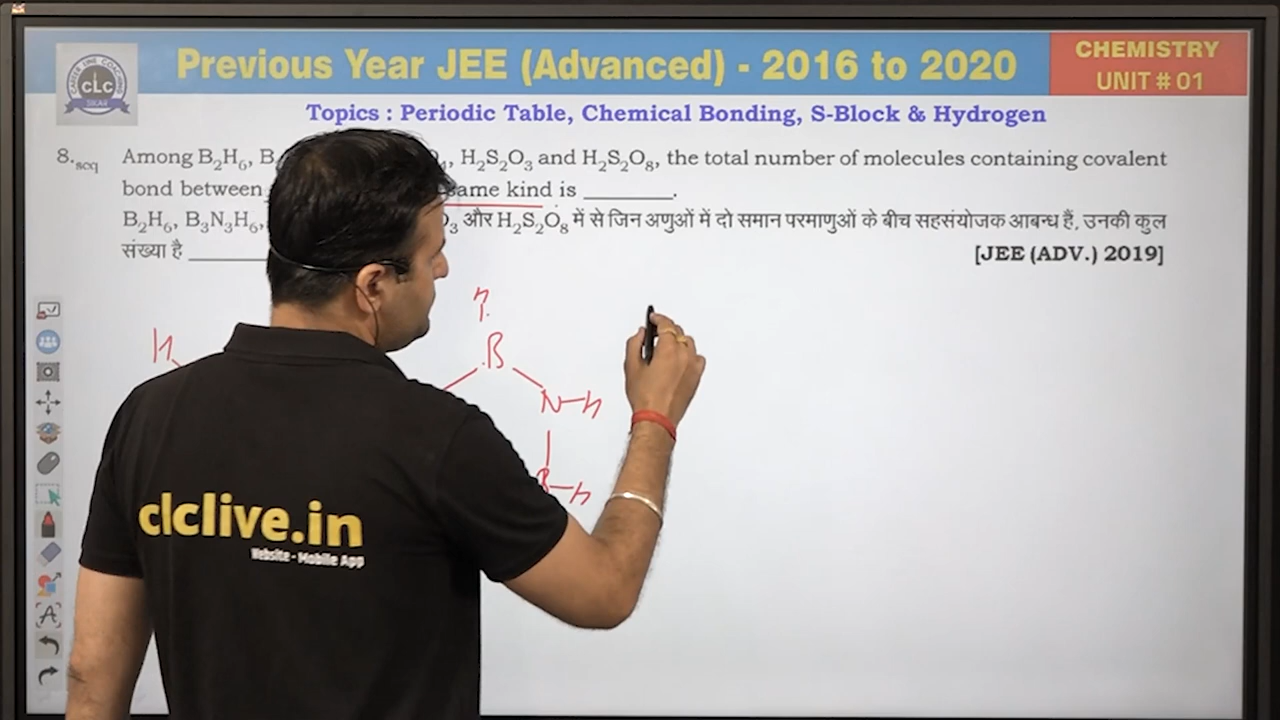 Previous Year JEE (Advanced) - 2016 to 2020
CHEMISTRY
UNIT # 01
CLC
Topics : Periodic Table, Chemical Bonding, S-Block & Hydrogen
8.scq Among B₂H₆, B , H₂S₂O₃ and H₂S₂O₈, the total number of molecules containing covalent
bond between same kind is ________.
B₂H₆, B₃N₃H₆, और H₂S₂O₈ में से जिन अणुओं में दो समान परमाणुओं के बीच सहसंयोजक आबन्ध हैं, उनकी कुल
संख्या है ________
[JEE (ADV.) 2019]
H
B
N-H
B-H
clclive.in
Website - Mobile App
A